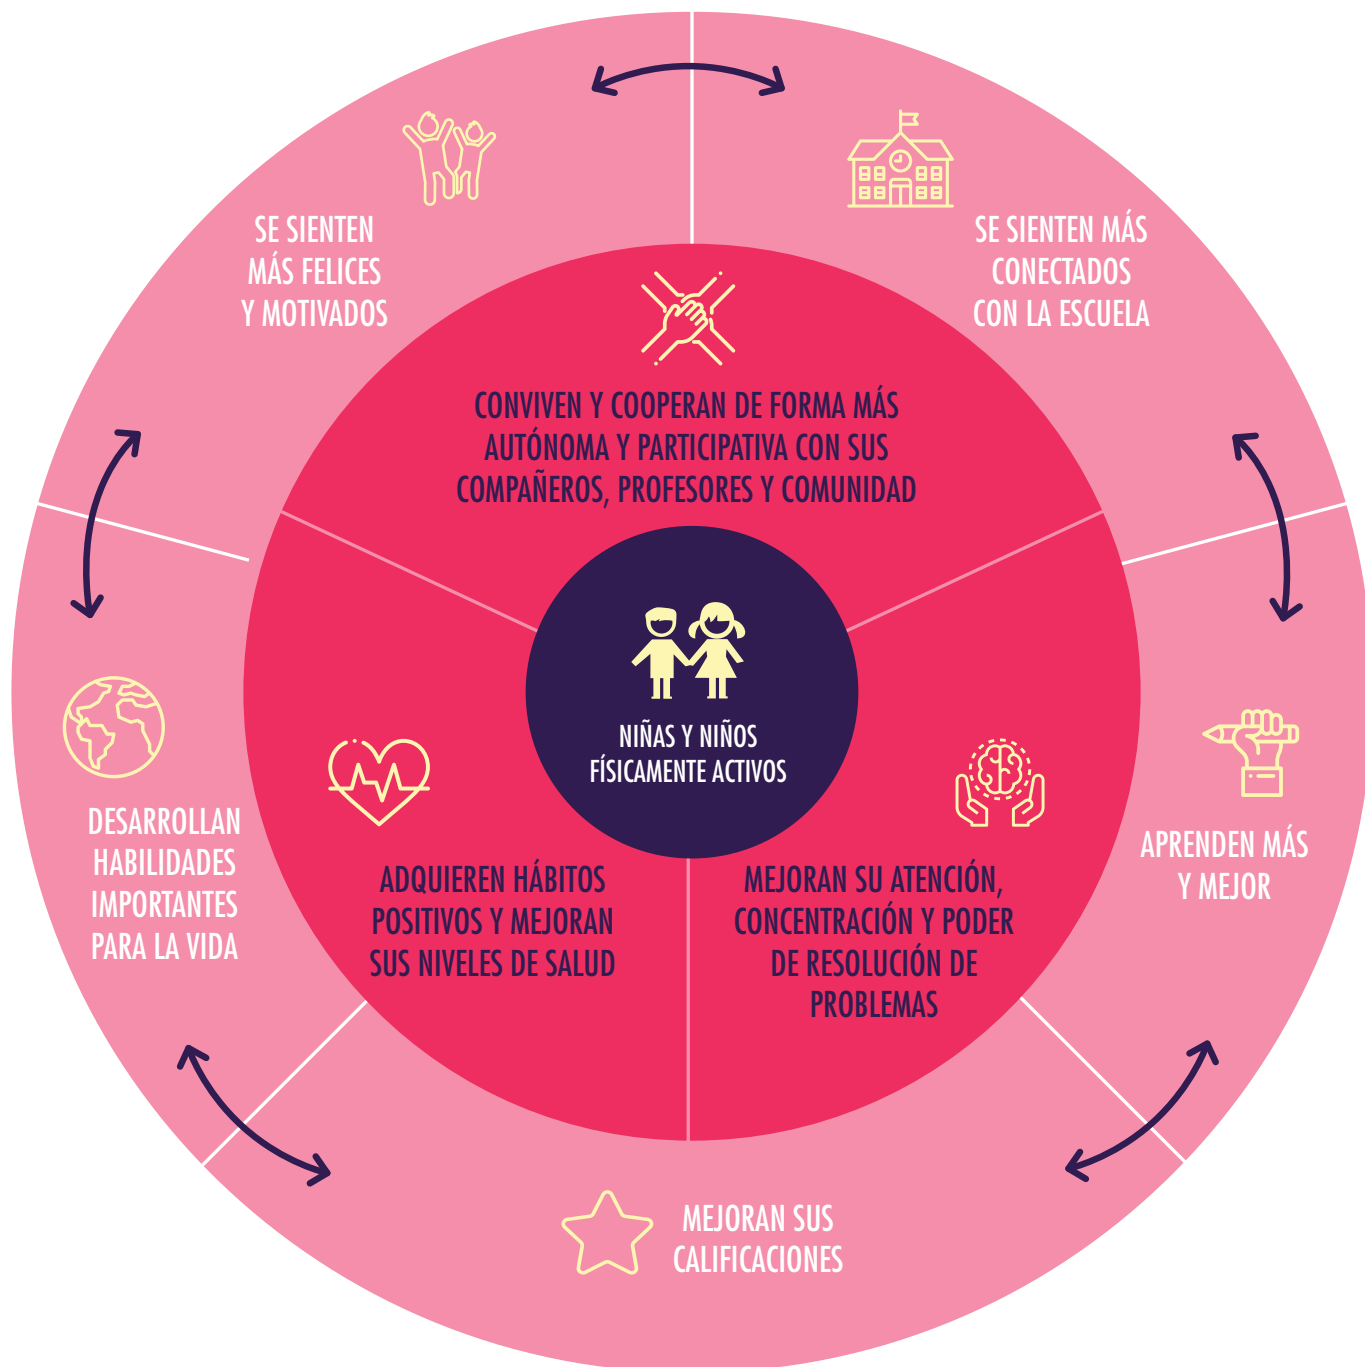 SE SIENTEN
MÁS FELICES
Y MOTIVADOS
SE SIENTEN MÁS
CONECTADOS
CON LA ESCUELA
CONVIVEN Y COOPERAN DE FORMA MÁS
AUTÓNOMA Y PARTICIPATIVA CON SUS
COMPAÑEROS, PROFESORES Y COMUNIDAD
NIÑAS Y NIÑOS
FÍSICAMENTE ACTIVOS
DESARROLLAN
HABILIDADES
IMPORTANTES
PARA LA VIDA
ADQUIEREN HÁBITOS
POSITIVOS Y MEJORAN
SUS NIVELES DE SALUD
MEJORAN SU ATENCIÓN,
CONCENTRACIÓN Y PODER
DE RESOLUCIÓN DE
PROBLEMAS
APRENDEN MÁS
Y MEJOR
MEJORAN SUS
CALIFICACIONES